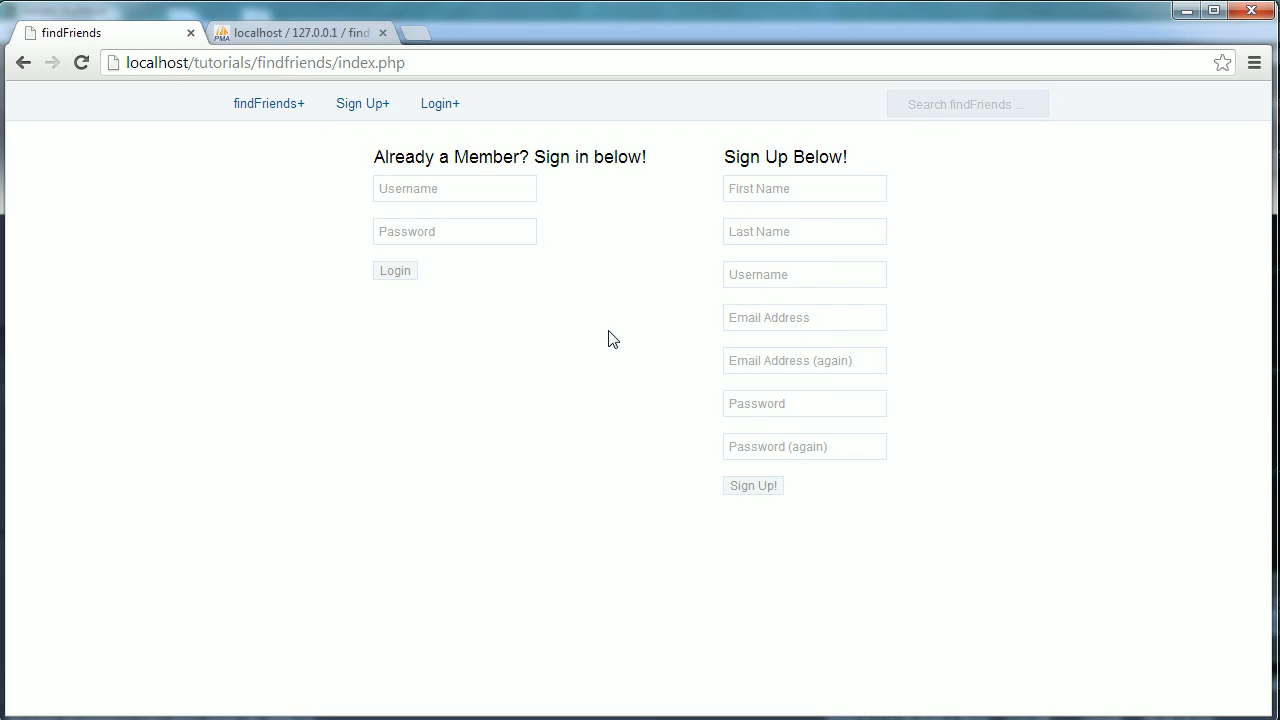 findFriends
localhost / 127.0.0.1 / find
localhost/tutorials/findfriends/index.php
findFriends+ Sign Up+ Login+ Search findFriends ...
Already a Member? Sign in below!
Username
Password
Login
Sign Up Below!
First Name
Last Name
Username
Email Address
Email Address (again)
Password
Password (again)
Sign Up!